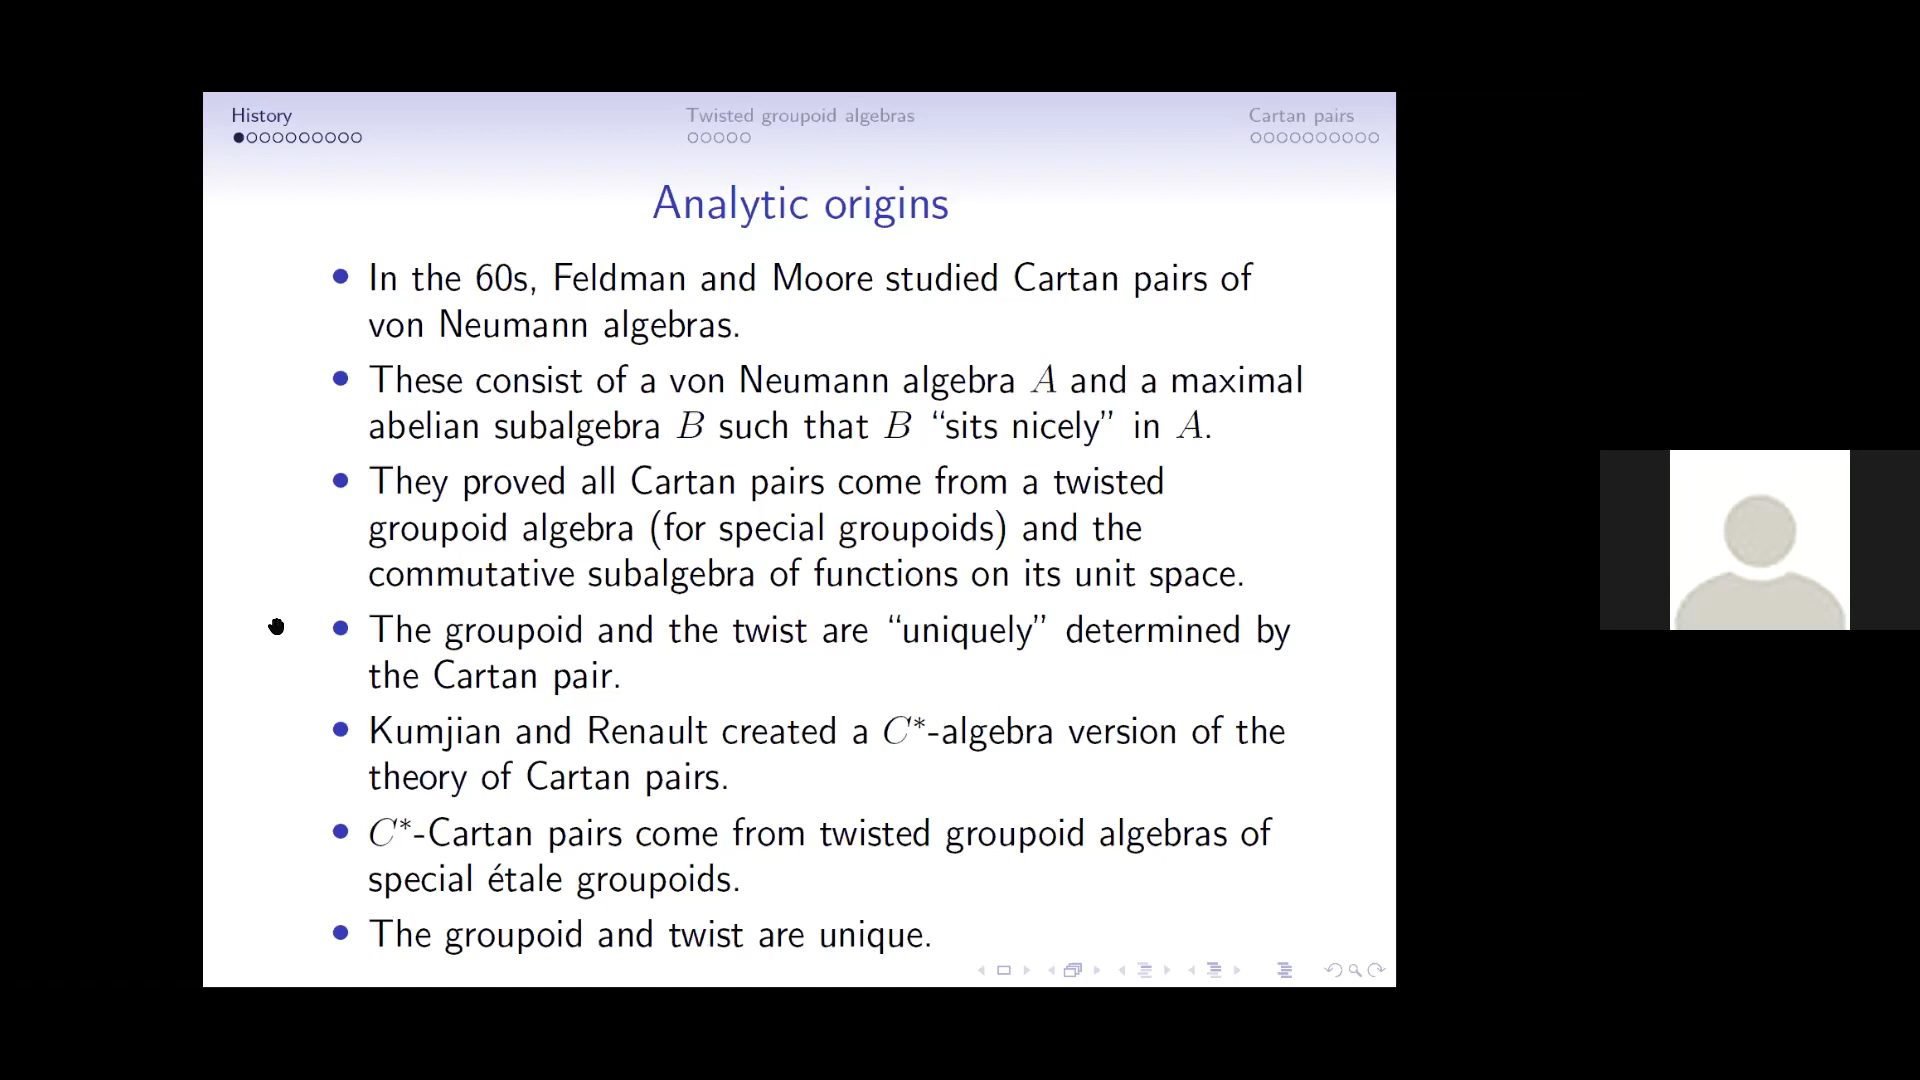 History
Twisted groupoid algebras
Cartan pairs
Analytic origins
In the 60s, Feldman and Moore studied Cartan pairs of
von Neumann algebras.
These consist of a von Neumann algebra A and a maximal
abelian subalgebra B such that B “sits nicely” in A.
They proved all Cartan pairs come from a twisted
groupoid algebra (for special groupoids) and the
commutative subalgebra of functions on its unit space.
The groupoid and the twist are “uniquely” determined by
the Cartan pair.
Kumjian and Renault created a C*-algebra version of the
theory of Cartan pairs.
C*-Cartan pairs come from twisted groupoid algebras of
special étale groupoids.
The groupoid and twist are unique.